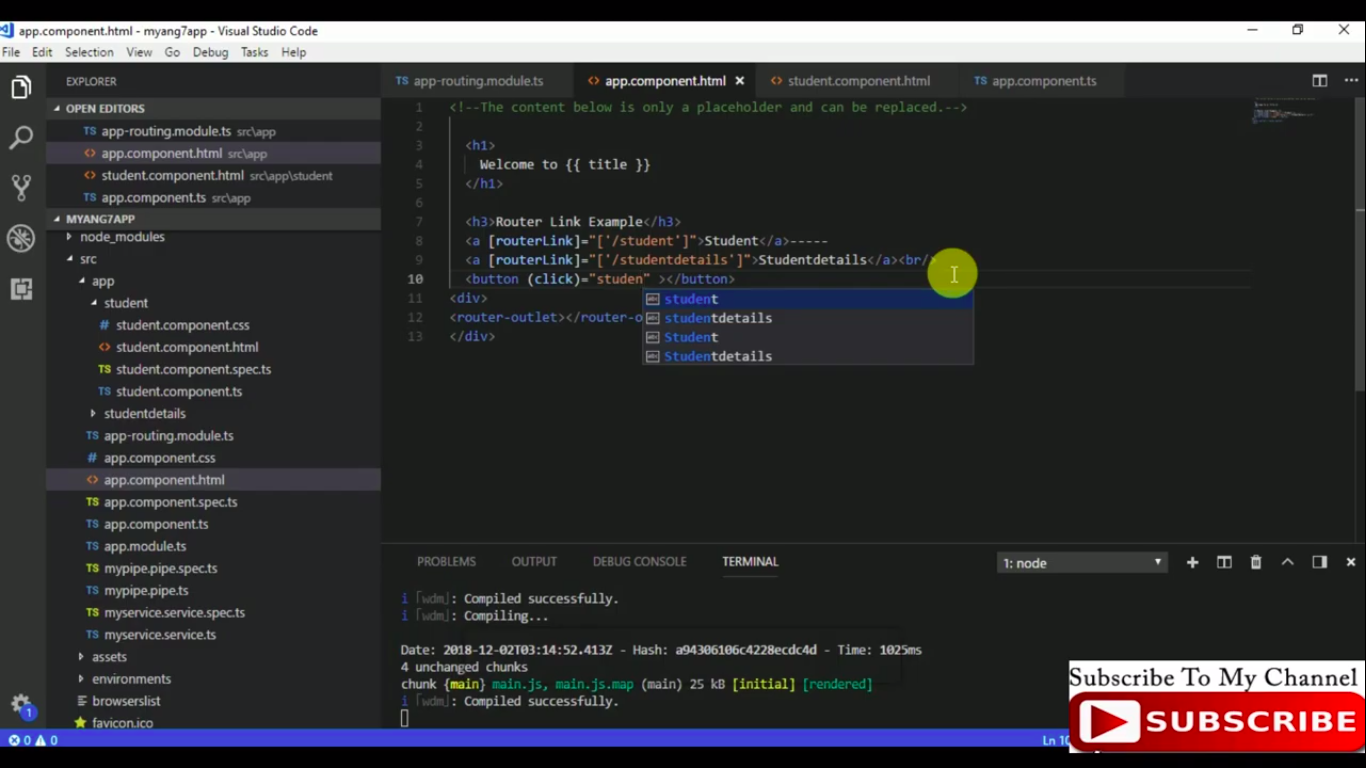 app.component.html - myang7app - Visual Studio Code
File Edit Selection View Go Debug Tasks Help
EXPLORER
OPEN EDITORS
TS app-routing.module.ts src\app
<> app.component.html src\app
<> student.component.html src\app\student
TS app.component.ts src\app
MYANG7APP
node_modules
src
app
student
# student.component.css
<> student.component.html
TS student.component.spec.ts
TS student.component.ts
studentdetails
TS app-routing.module.ts
# app.component.css
<> app.component.html
TS app.component.spec.ts
TS app.component.ts
TS app.module.ts
TS mypipe.pipe.spec.ts
TS mypipe.pipe.ts
TS myservice.service.spec.ts
TS myservice.service.ts
assets
environments
browserslist
favicon.ico
TS app-routing.module.ts <> app.component.html × <> student.component.html TS app.component.ts
1 <!--The content below is only a placeholder and can be replaced.-->
2
3 <h1>
4 Welcome to {{ title }}
5 </h1>
6
7 <h3>Router Link Example</h3>
8 <a [routerLink]="['/student']">Student</a>-----
9 <a [routerLink]="['/studentdetails']">Studentdetails</a><br/>
10 <button (click)="studen" ></button>
11 <div>
12 <router-outlet></router-o
13 </div>
student
studentdetails
Student
Studentdetails
PROBLEMS OUTPUT DEBUG CONSOLE TERMINAL 1: node
i ｢wdm｣: Compiled successfully.
i ｢wdm｣: Compiling...
Date: 2018-12-02T03:14:52.413Z - Hash: a94306106c4228ecdc4d - Time: 1025ms
4 unchanged chunks
chunk {main} main.js, main.js.map (main) 25 kB [initial] [rendered]
i ｢wdm｣: Compiled successfully.
1
0 0
Ln 10
Subscribe To My Channel
SUBSCRIBE